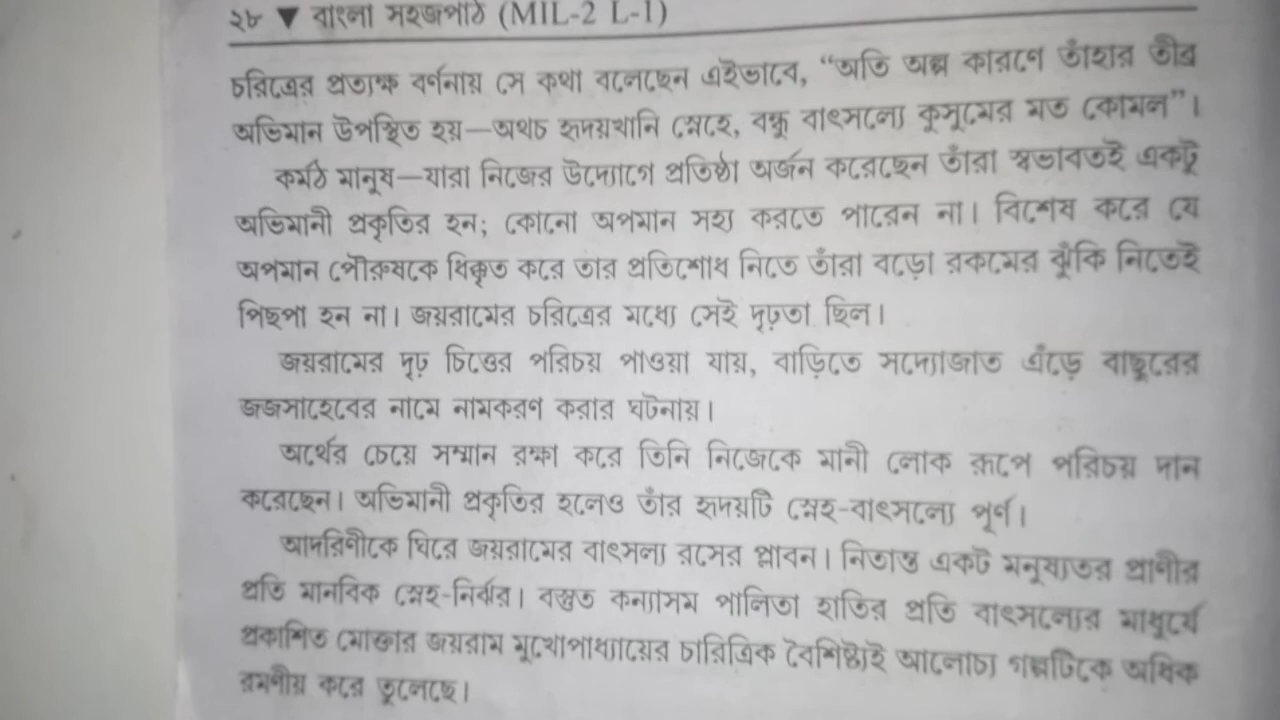 ২৮ ▼ বাংলা সহজপাঠ (MIL-2 L-1)
চরিত্রের প্রত্যক্ষ বর্ণনায় সে কথা বলেছেন এইভাবে, “অতি অল্প কারণে তাঁহার তীব্র
অভিমান উপস্থিত হয়—অথচ হৃদয়খানি স্নেহে, বন্ধু বাৎসল্যে কুসুমের মত কোমল”।
কর্মঠ মানুষ—যারা নিজের উদ্যোগে প্রতিষ্ঠা অর্জন করেছেন তাঁরা স্বভাবতই একটু
অভিমানী প্রকৃতির হন; কোনো অপমান সহ্য করতে পারেন না। বিশেষ করে যে
অপমান পৌরুষকে ধিকৃত করে তার প্রতিশোধ নিতে তাঁরা বড়ো রকমের ঝুঁকি নিতেই
পিছপা হন না। জয়রামের চরিত্রের মধ্যে সেই দৃঢ়তা ছিল।
জয়রামের দৃঢ় চিত্তের পরিচয় পাওয়া যায়, বাড়িতে সদ্যোজাত এঁড়ে বাছুরের
জজসাহেবের নামে নামকরণ করার ঘটনায়।
অর্থের চেয়ে সম্মান রক্ষা করে তিনি নিজেকে মানী লোক রূপে পরিচয় দান
করেছেন। অভিমানী প্রকৃতির হলেও তাঁর হৃদয়টি স্নেহ-বাৎসল্যে পূর্ণ।
আদরিণীকে ঘিরে জয়রামের বাৎসল্য রসের প্লাবন। নিতান্ত একট মনুষ্যতর প্রাণীর
প্রতি মানবিক স্নেহ-নির্ঝর। বস্তুত কন্যাসম পালিতা হাতির প্রতি বাৎসল্যের মাধুর্যে
প্রকাশিত মোক্তার জয়রাম মুখোপাধ্যায়ের চারিত্রিক বৈশিষ্ট্যই আলোচ্য গল্পটিকে অধিক
রমণীয় করে তুলেছে।